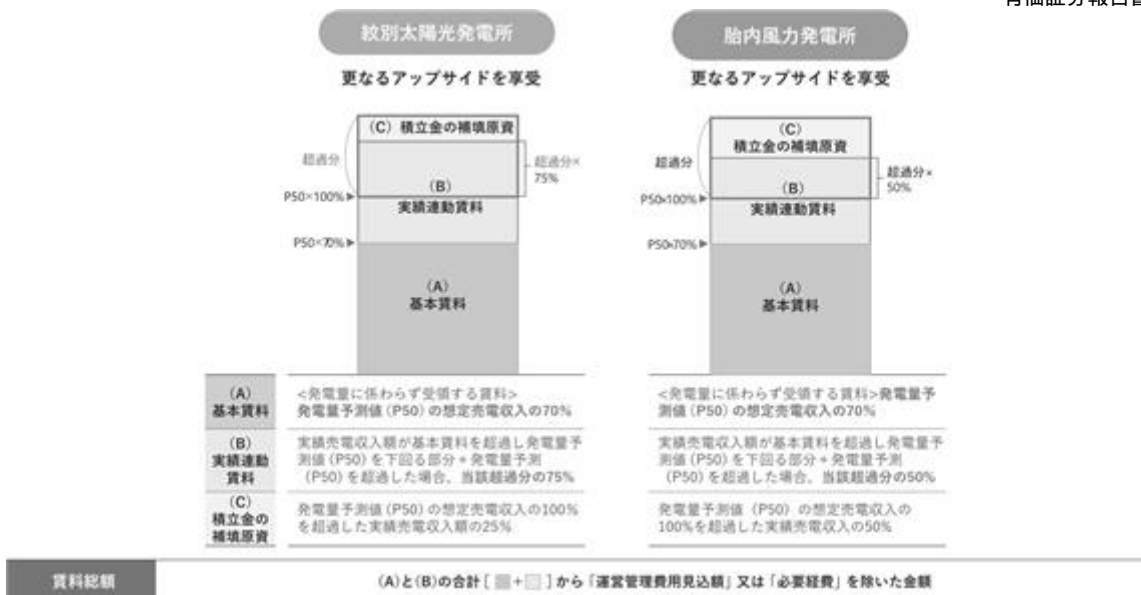 有価証券報告書
紋別太陽光発電所
胎内風力発電所
更なるアップサイドを享受
更なるアップサイドを享受
(C) 積立金の補填原資
超過分
超過分×
75%
(B)
P50×100%▶
実績連動賃料
P50×70%▶
(A)
基本賃料
(C)
積立金の補填原資
超過分
超過分×
50%
(B)
P50×100%▶
実績連動賃料
P50×70%▶
(A)
基本賃料
(A)
基本賃料
<発電量に係わらず受領する賃料>
発電量予測値(P50)の想定売電収入の70%
<発電量に係わらず受領する賃料>発電量予
測値(P50)の想定売電収入の70%
(B)
実績連動
賃料
実績売電収入額が基本賃料を超過し発電量予
測値(P50)を下回る部分+発電量予測
(P50)を超過した場合、当該超過分の75%
実績売電収入額が基本賃料を超過し発電量予
測値(P50)を下回る部分+発電量予測
(P50)を超過した場合、当該超過分の50%
(C)
積立金の
補填原資
発電量予測値(P50)の想定売電収入の100%
を超過した実績売電収入額の25%
発電量予測値(P50)の想定売電収入の
100%を超過した実績売電収入の50%
賃料総額
(A)と(B)の合計[ + ]から「運営管理費用見込額」又は「必要経費」を除いた金額